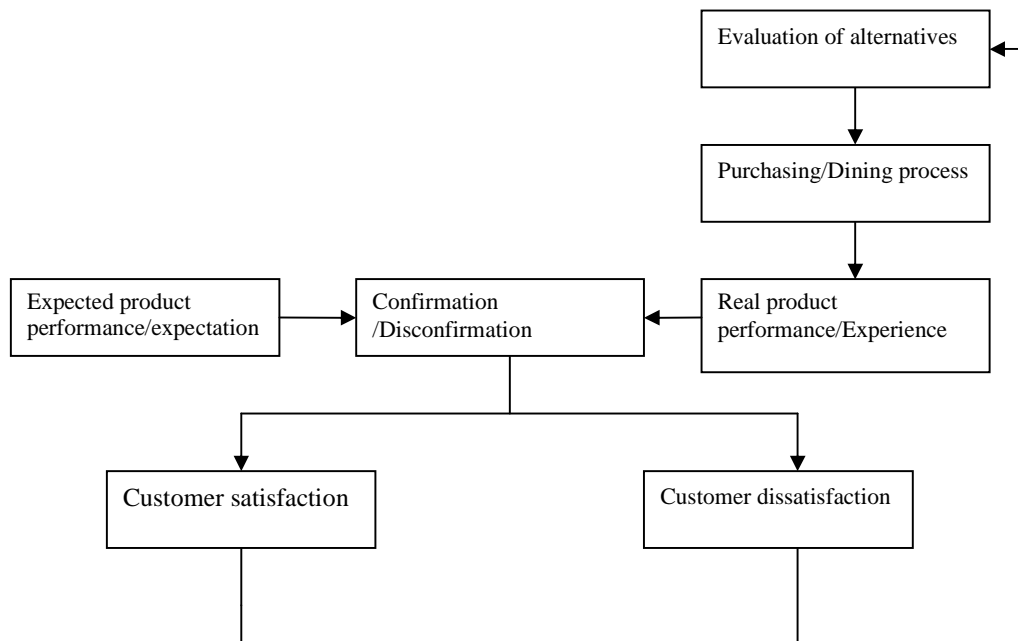 Evaluation of alternatives
Purchasing/Dining process
Expected product
performance/expectation
Confirmation
/Disconfirmation
Real product
performance/Experience
Customer satisfaction
Customer dissatisfaction